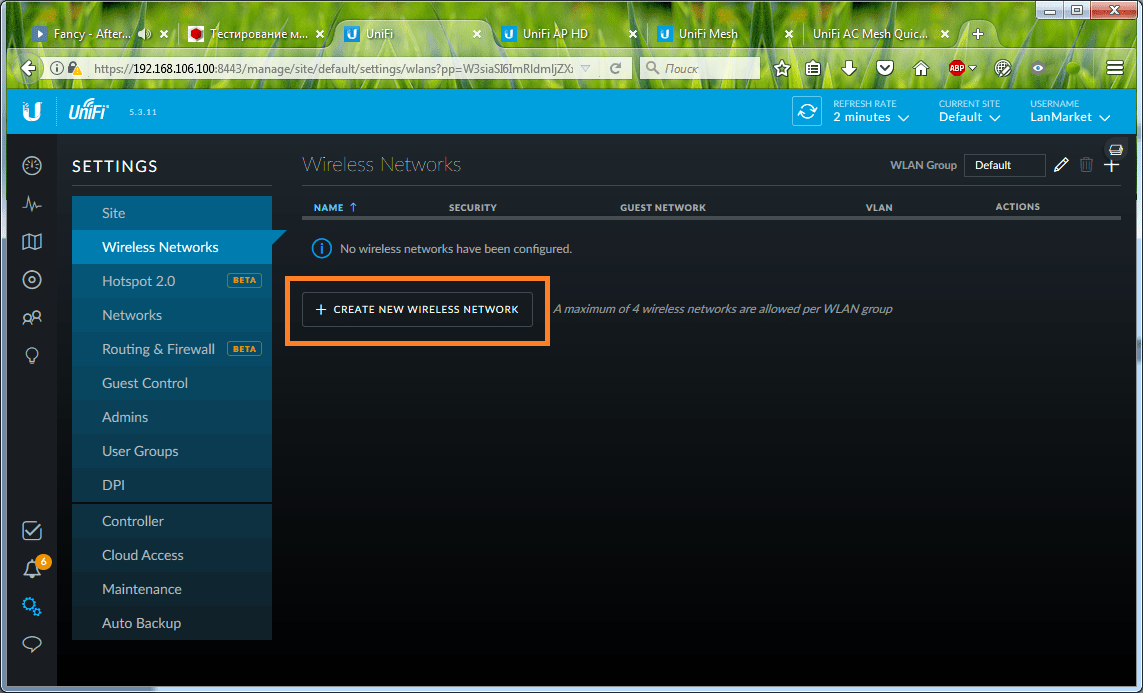 Fancy - After...
Тестирование м...
UniFi
UniFi AP HD
UniFi Mesh
UniFi AC Mesh Quic...
https://192.168.106.100:8443/manage/site/default/settings/wlans?pp=
Поиск
ABP
U
UniFi
5.3.11
REFRESH RATE
2 minutes
CURRENT SITE
Default
USERNAME
LanMarket
SETTINGS
Site
Wireless Networks
Hotspot 2.0 BETA
Networks
Routing & Firewall BETA
Guest Control
Admins
User Groups
DPI
Controller
Cloud Access
Maintenance
Auto Backup
6
Wireless Networks
WLAN Group Default
NAME ↑ SECURITY GUEST NETWORK VLAN ACTIONS
No wireless networks have been configured.
+ CREATE NEW WIRELESS NETWORK
A maximum of 4 wireless networks are allowed per WLAN group